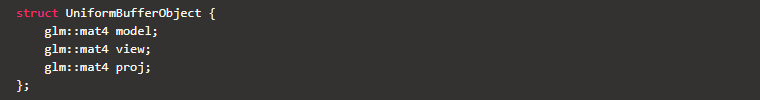 struct UniformBufferObject {
    glm::mat4 model;
    glm::mat4 view;
    glm::mat4 proj;
};